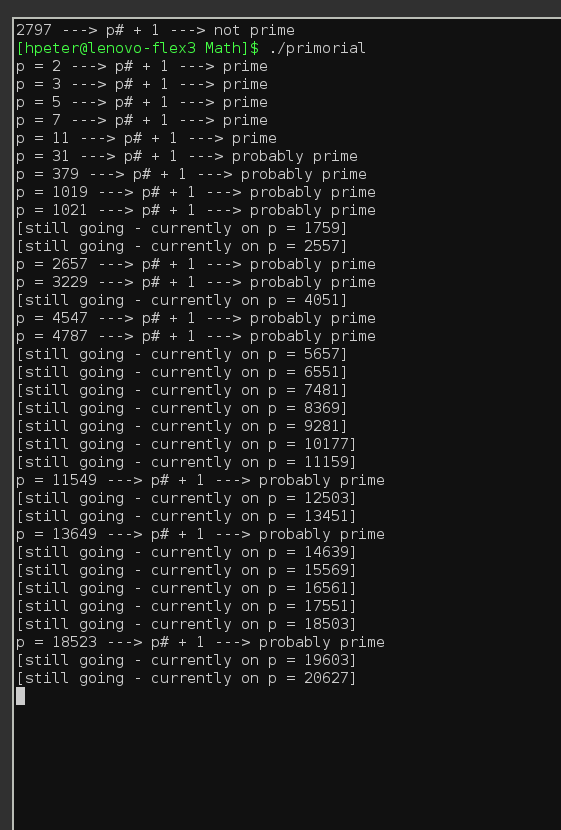 2797 ---> p# + 1 ---> not prime
[hpeter@lenovo-flex3 Math]$ ./primorial
p = 2 ---> p# + 1 ---> prime
p = 3 ---> p# + 1 ---> prime
p = 5 ---> p# + 1 ---> prime
p = 7 ---> p# + 1 ---> prime
p = 11 ---> p# + 1 ---> prime
p = 31 ---> p# + 1 ---> probably prime
p = 379 ---> p# + 1 ---> probably prime
p = 1019 ---> p# + 1 ---> probably prime
p = 1021 ---> p# + 1 ---> probably prime
[still going - currently on p = 1759]
[still going - currently on p = 2557]
p = 2657 ---> p# + 1 ---> probably prime
p = 3229 ---> p# + 1 ---> probably prime
[still going - currently on p = 4051]
p = 4547 ---> p# + 1 ---> probably prime
p = 4787 ---> p# + 1 ---> probably prime
[still going - currently on p = 5657]
[still going - currently on p = 6551]
[still going - currently on p = 7481]
[still going - currently on p = 8369]
[still going - currently on p = 9281]
[still going - currently on p = 10177]
[still going - currently on p = 11159]
p = 11549 ---> p# + 1 ---> probably prime
[still going - currently on p = 12503]
[still going - currently on p = 13451]
p = 13649 ---> p# + 1 ---> probably prime
[still going - currently on p = 14639]
[still going - currently on p = 15569]
[still going - currently on p = 16561]
[still going - currently on p = 17551]
[still going - currently on p = 18503]
p = 18523 ---> p# + 1 ---> probably prime
[still going - currently on p = 19603]
[still going - currently on p = 20627]